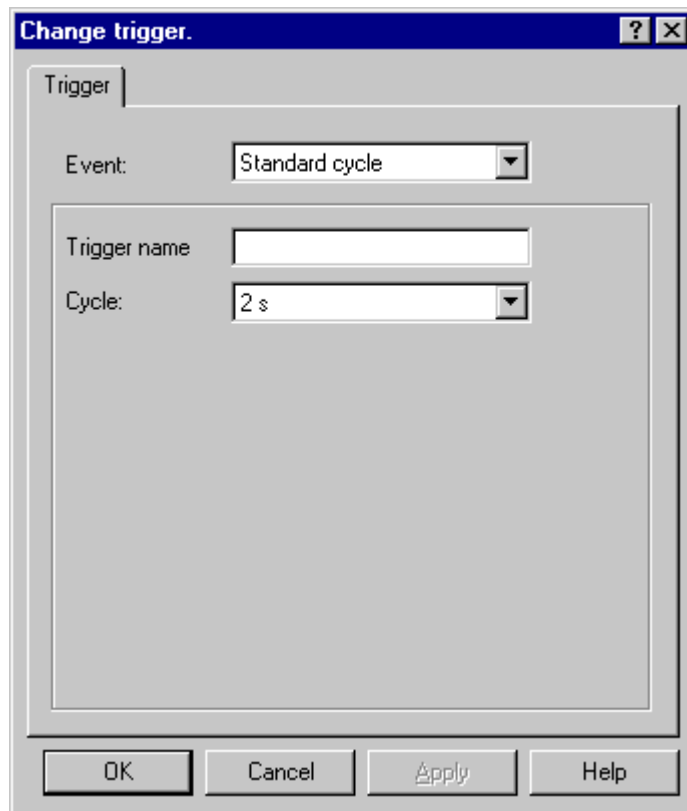 Change trigger.
Trigger
Event: Standard cycle
Trigger name
Cycle: 2 s
OK Cancel Apply Help